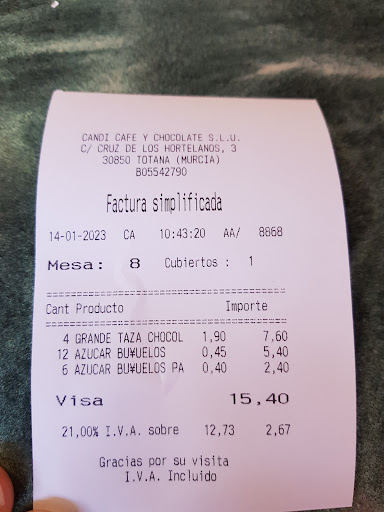 CANDI CAFE Y CHOCOLATE S.L.U.
C/ CRUZ DE LOS HORTELANOS, 3
30850 TOTANA (MURCIA)
B05542790
Factura simplificada
14-01-2023 CA 10:43:20 AA/ 8868
Mesa: 8 Cubiertos : 1
==============================
Cant Producto Importe
==============================
4 GRANDE TAZA CHOCOL 1,90 7,60
12 AZUCAR BU¥UELOS 0,45 5,40
6 AZUCAR BU¥UELOS PA 0,40 2,40
Visa 15,40
21,00% I.V.A. sobre 12,73 2,67
Gracias por su visita
I.V.A. Incluido